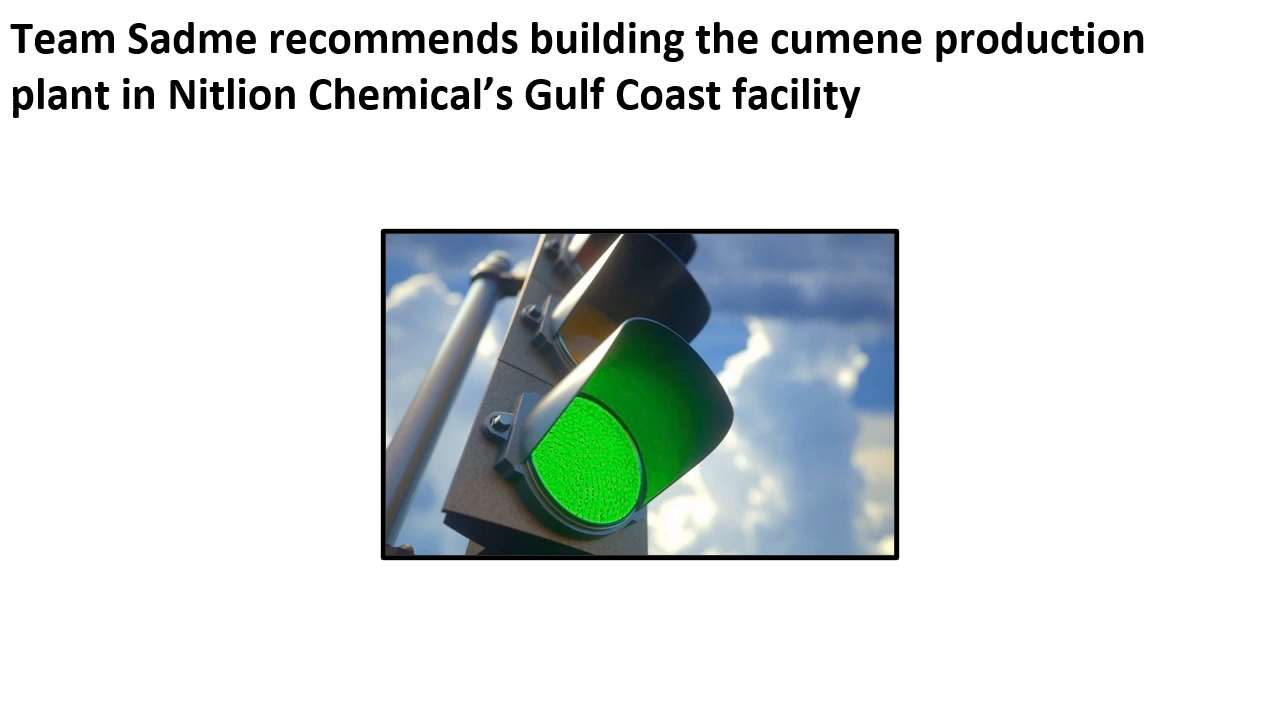 Team Sadme recommends building the cumene production
plant in Nitlion Chemical’s Gulf Coast facility